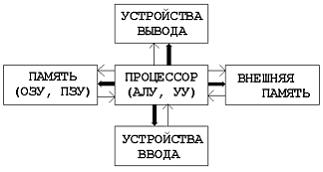 УСТРОЙСТВА
ВЫВОДА
ПАМЯТЬ
(ОЗУ, ПЗУ)
ПРОЦЕССОР
(АЛУ, УУ)
ВНЕШНЯЯ
ПАМЯТЬ
УСТРОЙСТВА
ВВОДА